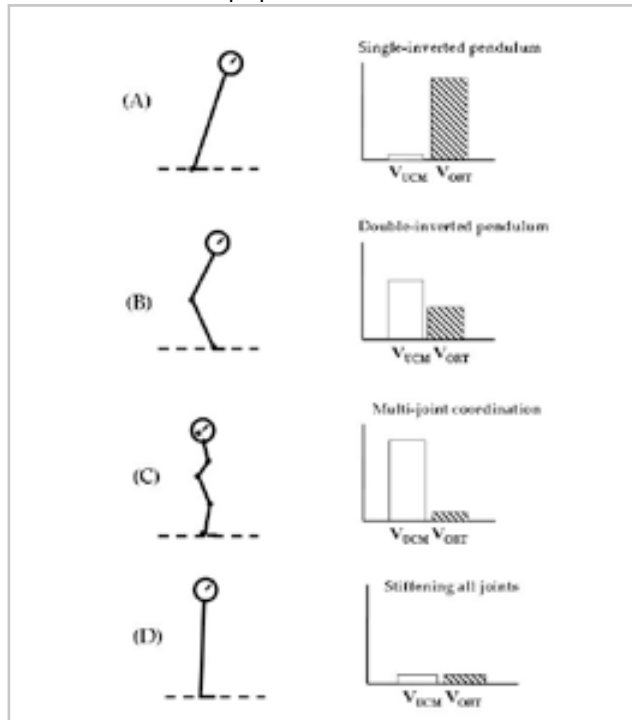 Single-inverted pendulum
(A)
V_UCM V_ORT
Double-inverted pendulum
(B)
V_UCM V_ORT
Multi-joint coordination
(C)
V_UCM V_ORT
Stiffening all joints
(D)
V_UCM V_ORT